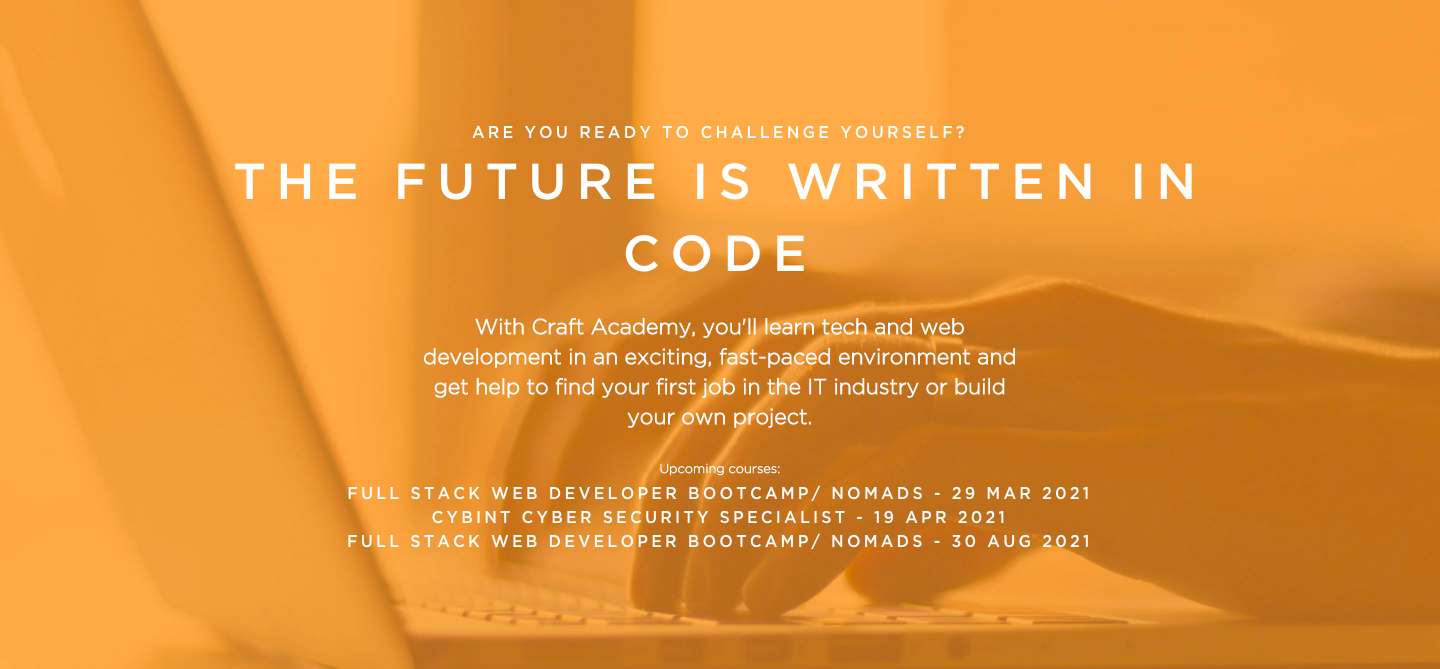 ARE YOU READY TO CHALLENGE YOURSELF?
THE FUTURE IS WRITTEN IN
CODE
With Craft Academy, you'll learn tech and web
development in an exciting, fast-paced environment and
get help to find your first job in the IT industry or build
your own project.
Upcoming courses:
FULL STACK WEB DEVELOPER BOOTCAMP/ NOMADS - 29 MAR 2021
CYBINT CYBER SECURITY SPECIALIST - 19 APR 2021
FULL STACK WEB DEVELOPER BOOTCAMP/ NOMADS - 30 AUG 2021